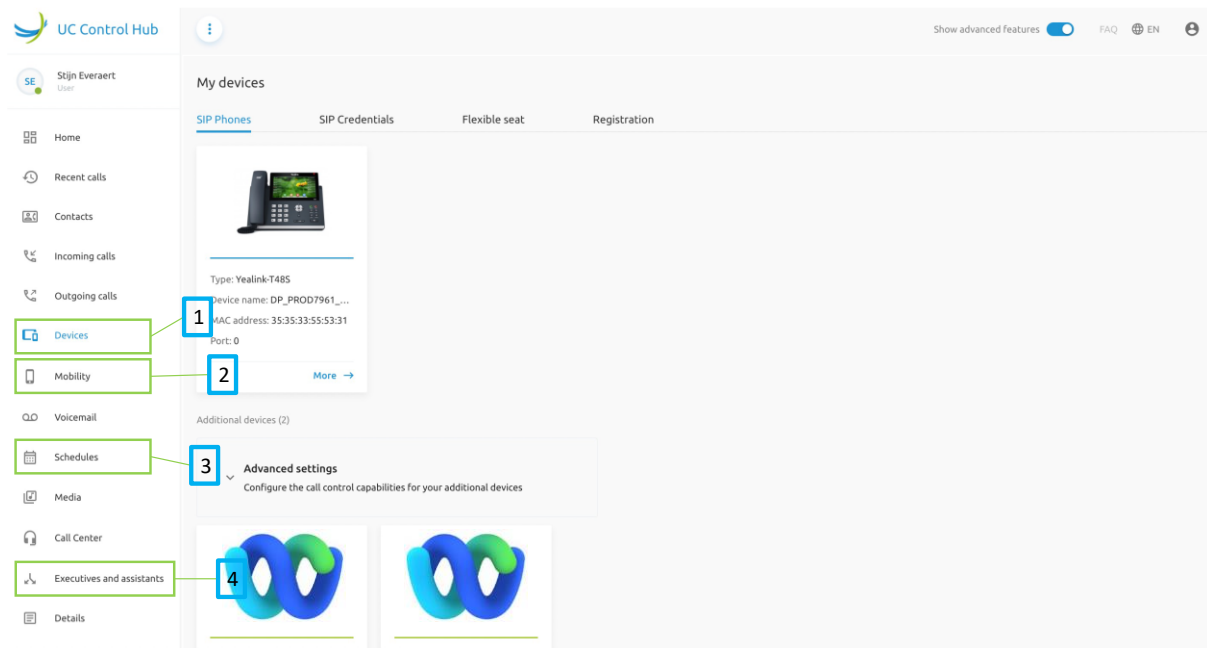 UC Control Hub
Show advanced features
FAQ
EN
SE
Stijn Everaert
User
My devices
SIP Phones
SIP Credentials
Flexible seat
Registration
Home
Recent calls
Contacts
Incoming calls
Outgoing calls
Devices
Mobility
Voicemail
Schedules
Media
Call Center
Executives and assistants
Details
Type: Yealink-T48S
Device name: DP_PROD7961_...
MAC address: 35:35:33:55:53:31
Port: 0
More →
1
2
3
4
Additional devices (2)
Advanced settings
Configure the call control capabilities for your additional devices